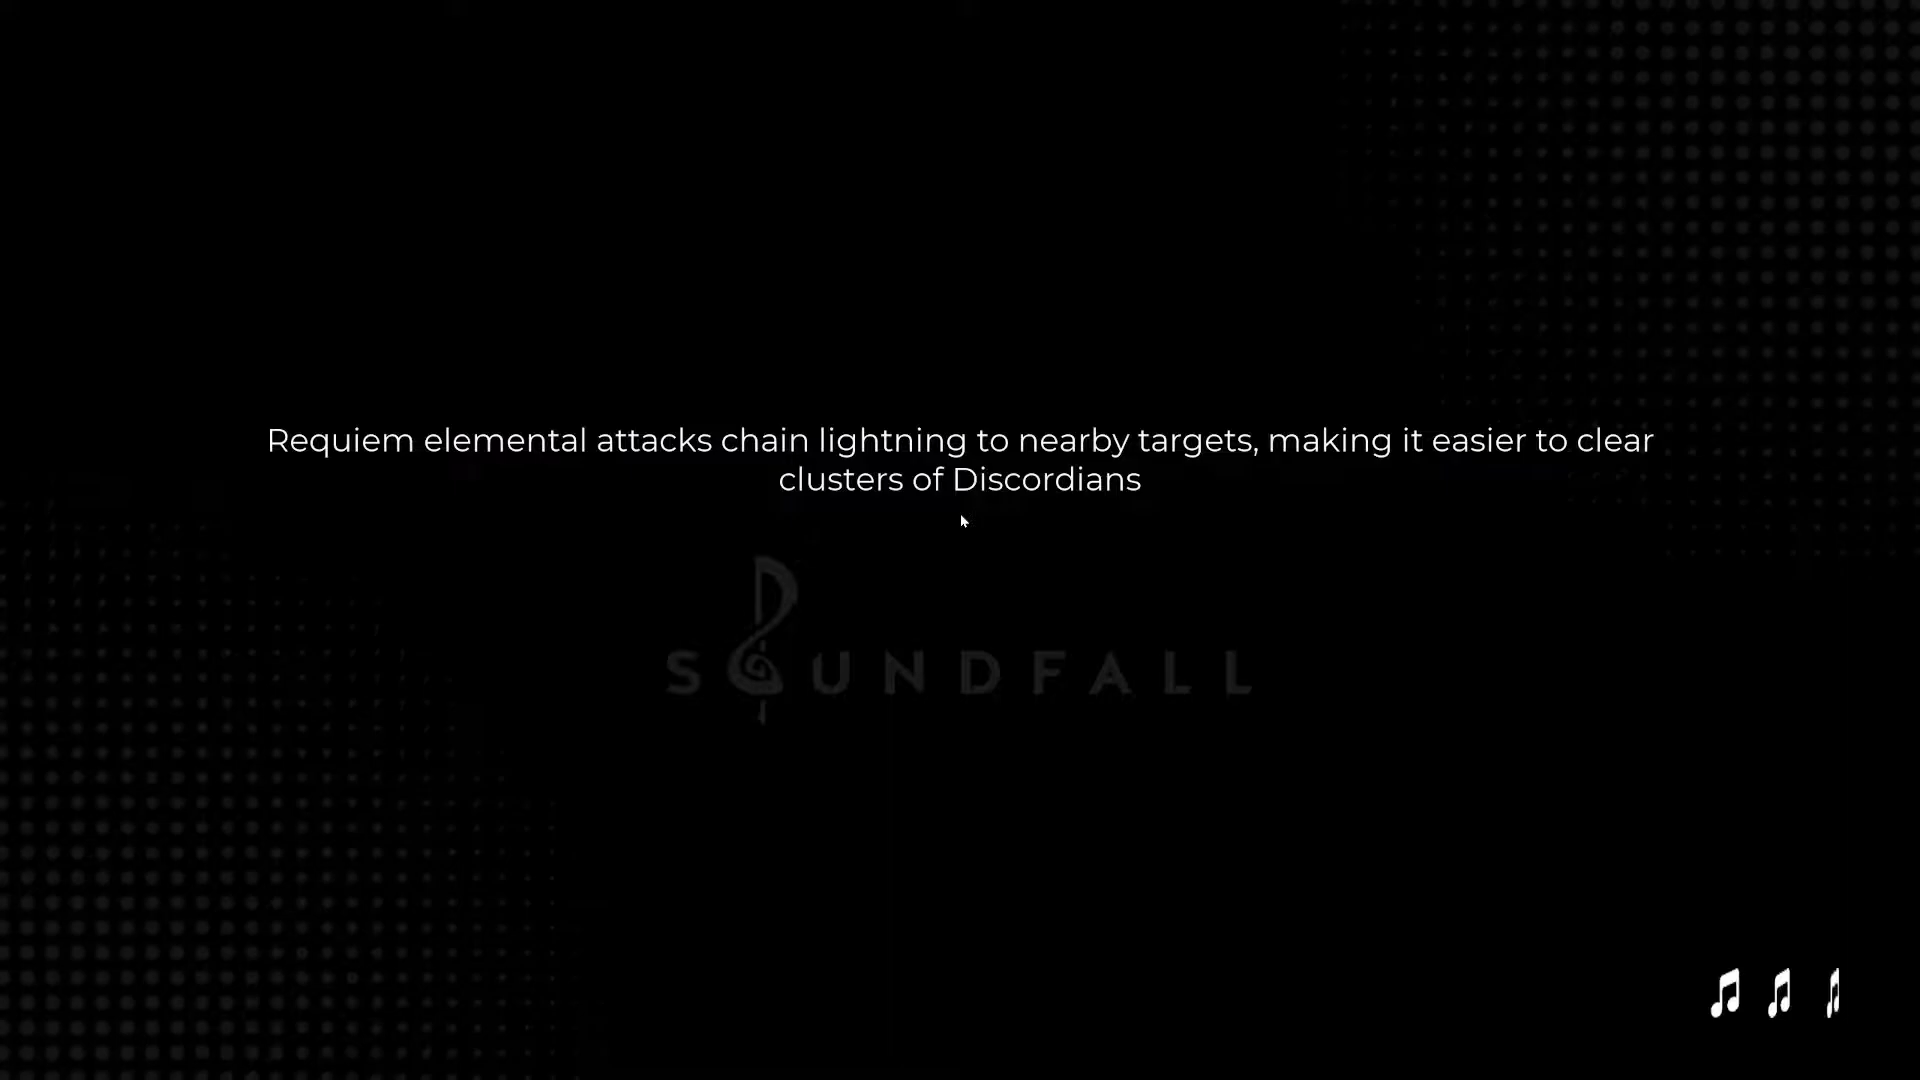 Requiem elemental attacks chain lightning to nearby targets, making it easier to clear
clusters of Discordians
SOUNDFALL